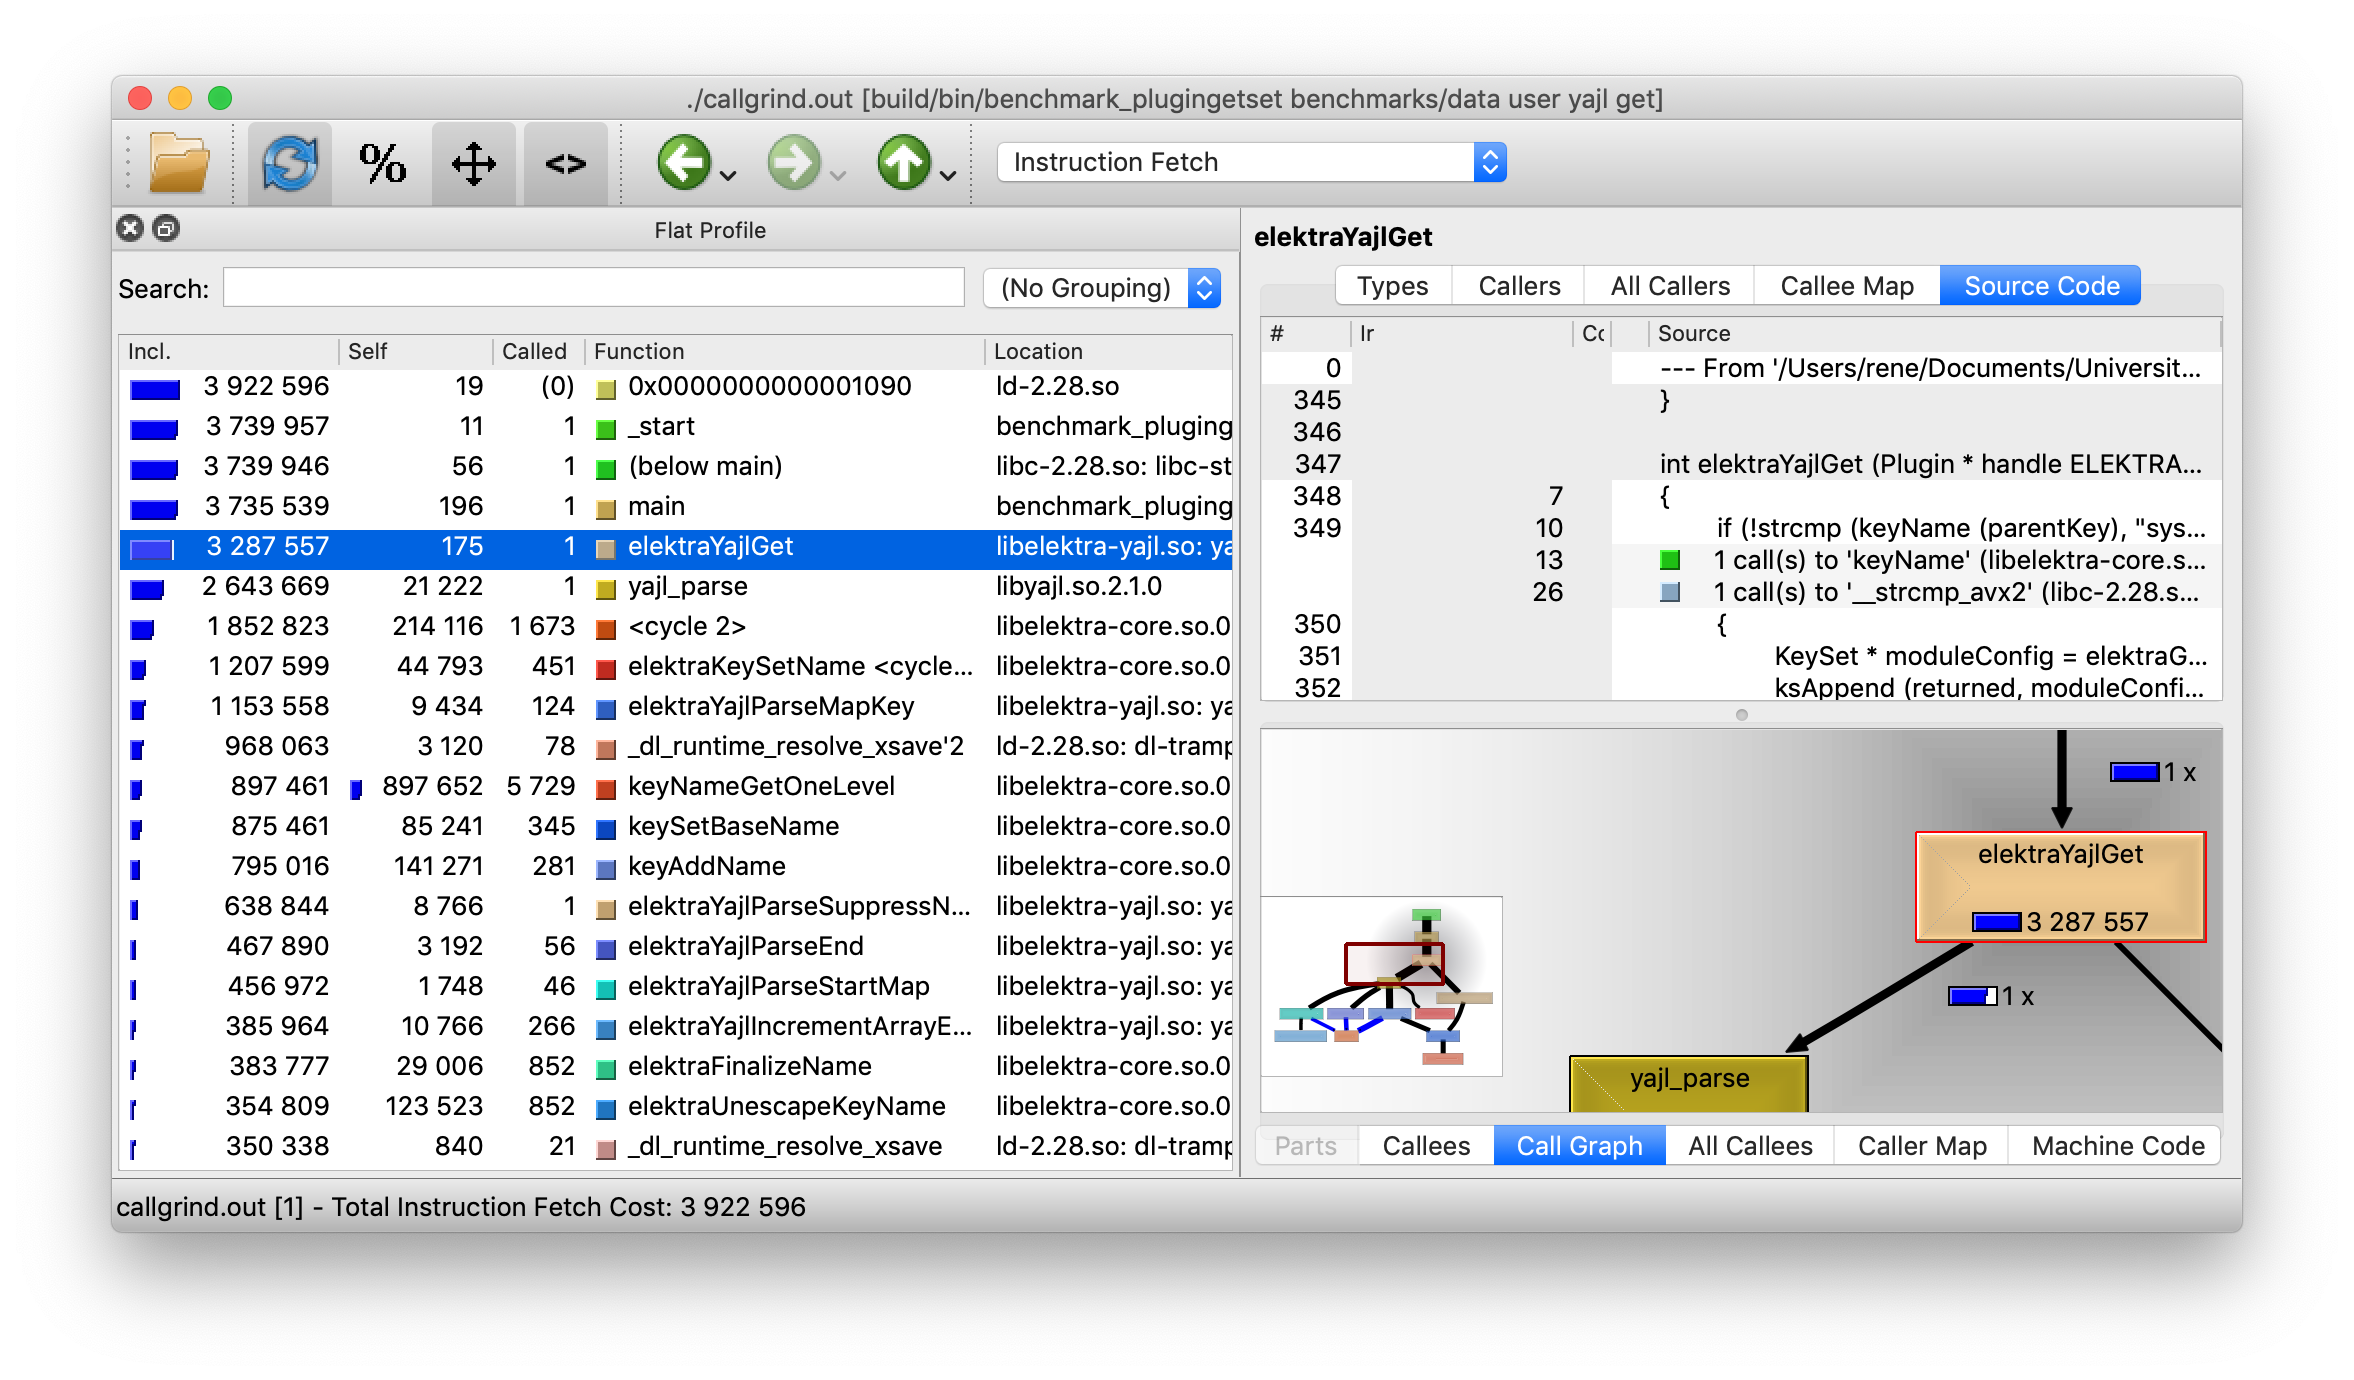 ./callgrind.out [build/bin/benchmark_plugingetset benchmarks/data user yajl get]
% <> Instruction Fetch
Flat Profile
Search: (No Grouping)
Incl. Self Called Function Location
3 922 596 19 (0) 0x0000000000001090 ld-2.28.so
3 739 957 11 1 _start benchmark_pluging
3 739 946 56 1 (below main) libc-2.28.so: libc-st
3 735 539 196 1 main benchmark_pluging
3 287 557 175 1 elektraYajlGet libelektra-yajl.so: ya
2 643 669 21 222 1 yajl_parse libyajl.so.2.1.0
1 852 823 214 116 1 673 <cycle 2> libelektra-core.so.0
1 207 599 44 793 451 elektraKeySetName <cycle... libelektra-core.so.0
1 153 558 9 434 124 elektraYajlParseMapKey libelektra-yajl.so: ya
968 063 3 120 78 _dl_runtime_resolve_xsave'2 ld-2.28.so: dl-tramp
897 461 897 652 5 729 keyNameGetOneLevel libelektra-core.so.0
875 461 85 241 345 keySetBaseName libelektra-core.so.0
795 016 141 271 281 keyAddName libelektra-core.so.0
638 844 8 766 1 elektraYajlParseSuppressN... libelektra-yajl.so: ya
467 890 3 192 56 elektraYajlParseEnd libelektra-yajl.so: ya
456 972 1 748 46 elektraYajlParseStartMap libelektra-yajl.so: ya
385 964 10 766 266 elektraYajlIncrementArrayE... libelektra-yajl.so: ya
383 777 29 006 852 elektraFinalizeName libelektra-core.so.0
354 809 123 523 852 elektraUnescapeKeyName libelektra-core.so.0
350 338 840 21 _dl_runtime_resolve_xsave ld-2.28.so: dl-tramp
elektraYajlGet
Types Callers All Callers Callee Map Source Code
# Ir Cc Source
0 --- From '/Users/rene/Documents/Universit...
345 }
346
347 int elektraYajlGet (Plugin * handle ELEKTRA...
348 7 {
349 10 if (!strcmp (keyName (parentKey), "sys...
13 1 call(s) to 'keyName' (libelektra-core.s...
26 1 call(s) to '__strcmp_avx2' (libc-2.28.s...
350 {
351 KeySet * moduleConfig = elektraG...
352 ksAppend (returned, moduleConfi...
1 x
elektraYajlGet
3 287 557
1 x
yajl_parse
Parts Callees Call Graph All Callees Caller Map Machine Code
callgrind.out [1] - Total Instruction Fetch Cost: 3 922 596